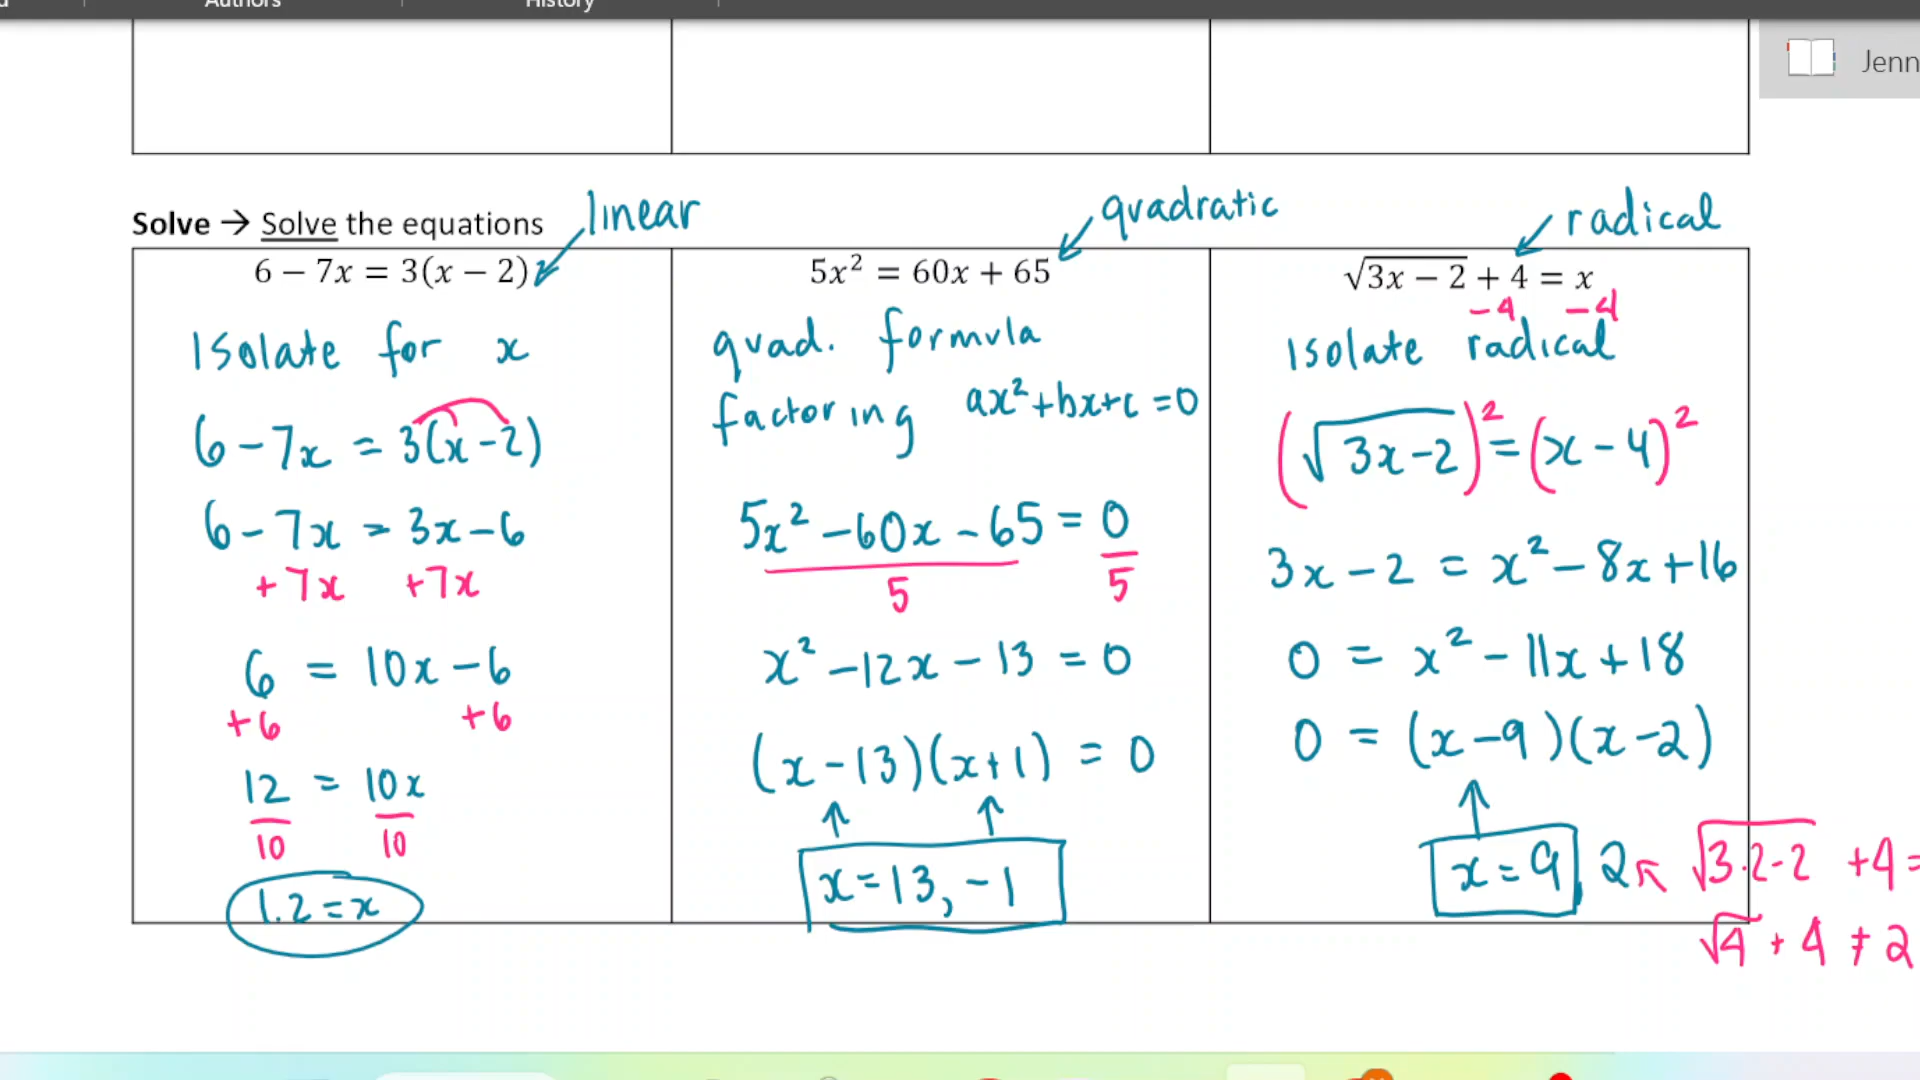 Authors History
Jenn
linear
quadratic
radical
Solve → Solve the equations
6 − 7x = 3(x − 2)
Isolate for x
6 − 7x = 3(x − 2)
6 − 7x = 3x − 6
+7x +7x
6 = 10x − 6
+6 +6
12 = 10x
10 10
1.2 = x
5x² = 60x + 65
quad. formula
factoring ax² + bx + c = 0
5x² − 60x − 65 = 0
5 5
x² − 12x − 13 = 0
(x − 13)(x + 1) = 0
x = 13, −1
√(3x − 2) + 4 = x
−4 −4
Isolate radical
(√(3x − 2))² = (x − 4)²
3x − 2 = x² − 8x + 16
0 = x² − 11x + 18
0 = (x − 9)(x − 2)
x = 9, 2
√(3·2 − 2) + 4 =
√4 + 4 ≠ 2